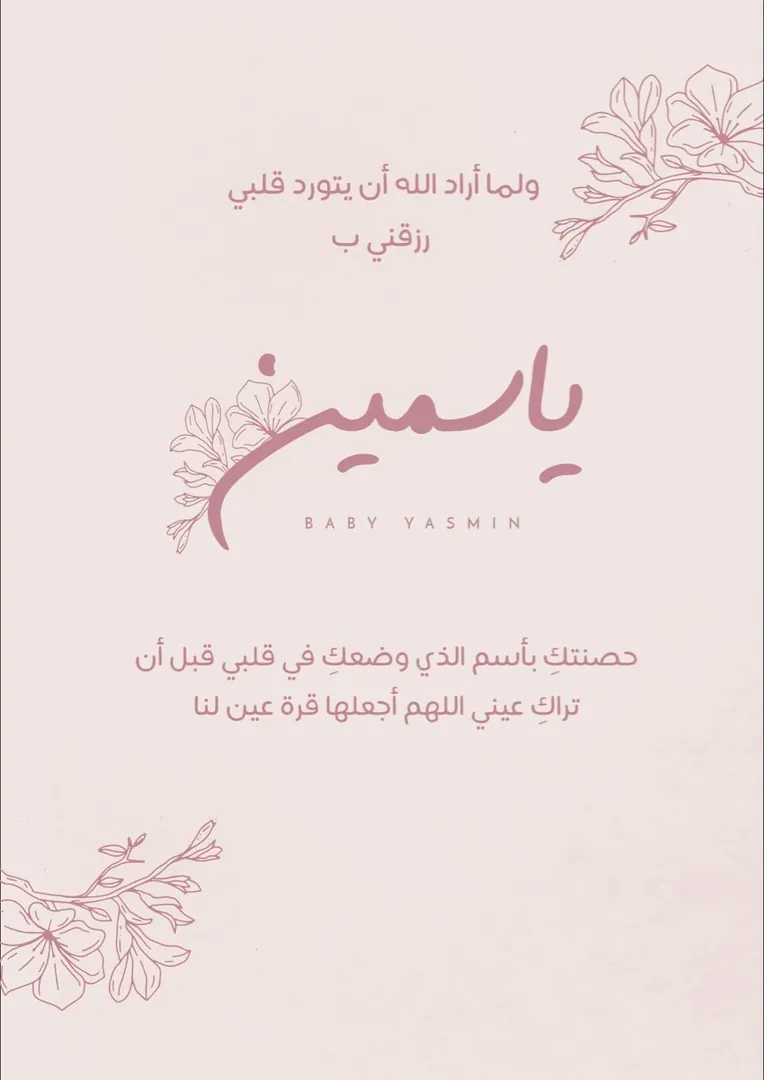 ولما أراد الله أن يتورد قلبي
رزقني ب
ياسمين
BABY YASMIN
حصنتكِ بأسم الذي وضعكِ في قلبي قبل أن
تراكِ عيني اللهم أجعلها قرة عين لنا